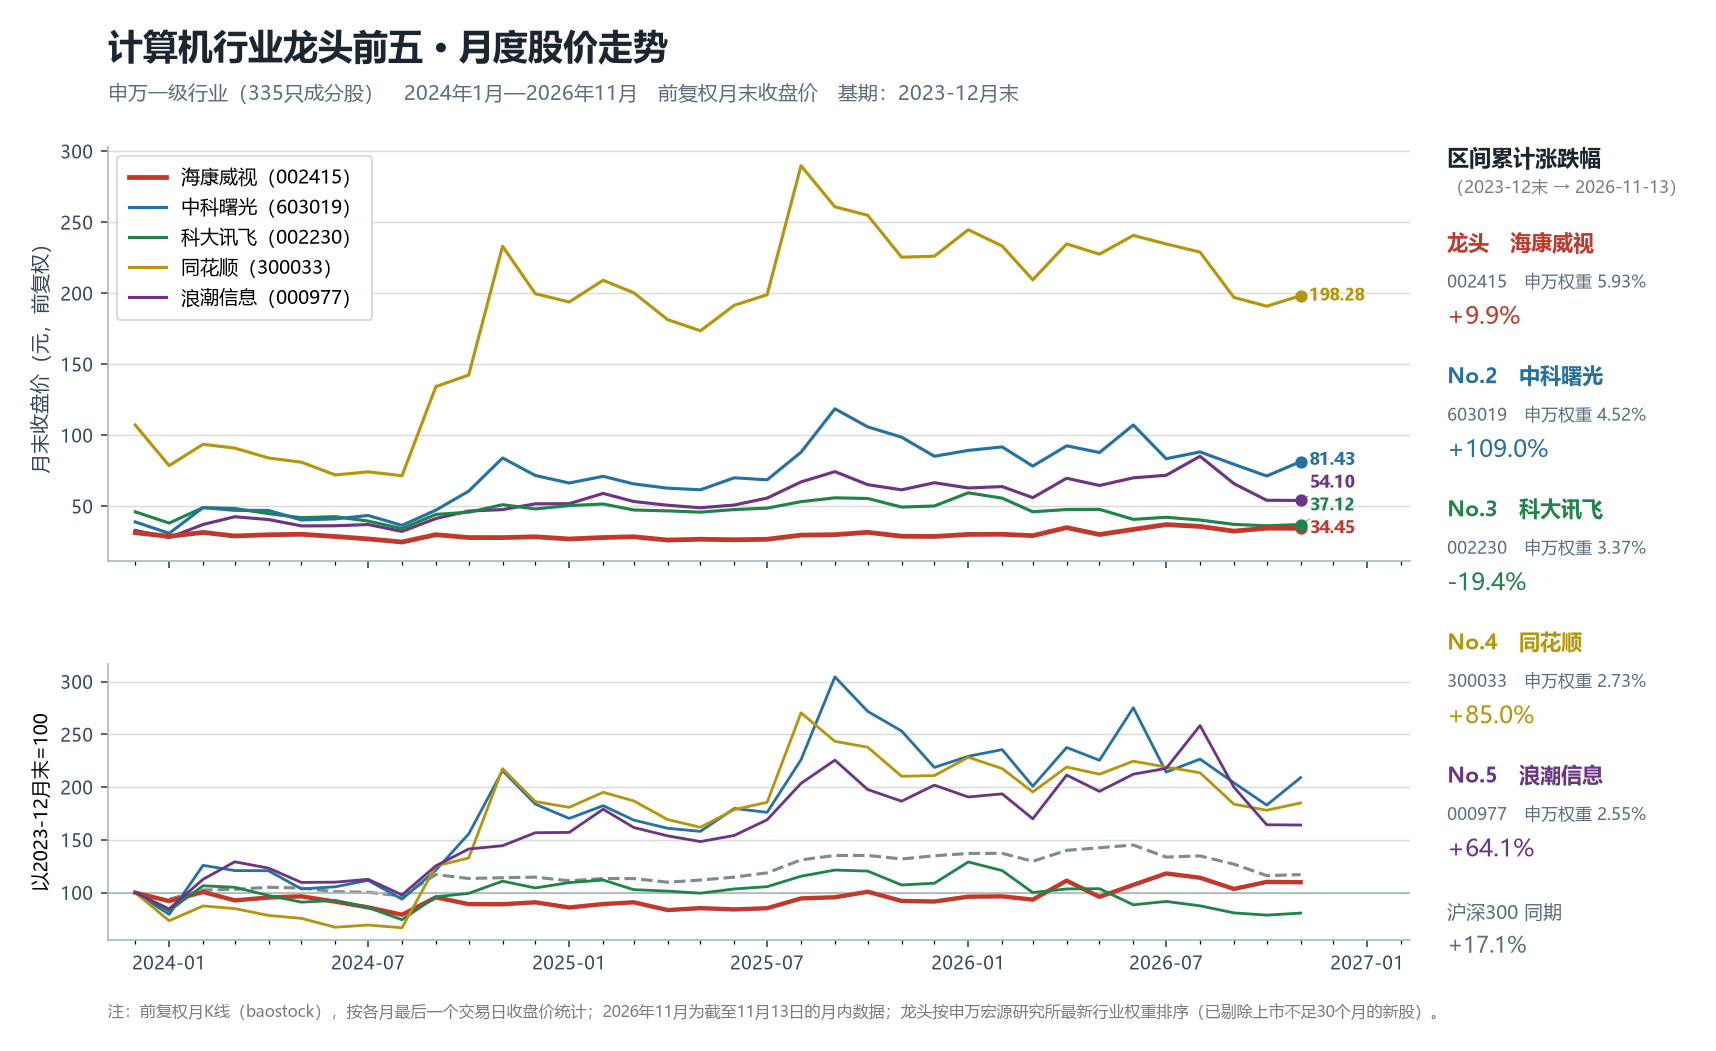 计算机行业龙头前五 • 月度股价走势
申万一级行业（335只成分股） 2024年1月—2026年11月 前复权月末收盘价 基期：2023-12月末
月末收盘价（元，前复权）
300
250
200
150
100
50
海康威视（002415）
中科曙光（603019）
科大讯飞（002230）
同花顺（300033）
浪潮信息（000977）
198.28
81.43
54.10
37.12
34.45
以2023-12月末=100
300
250
200
150
100
2024-01
2024-07
2025-01
2025-07
2026-01
2026-07
2027-01
区间累计涨跌幅
（2023-12末 → 2026-11-13）
龙头 海康威视
002415 申万权重 5.93%
+9.9%
No.2 中科曙光
603019 申万权重 4.52%
+109.0%
No.3 科大讯飞
002230 申万权重 3.37%
-19.4%
No.4 同花顺
300033 申万权重 2.73%
+85.0%
No.5 浪潮信息
000977 申万权重 2.55%
+64.1%
沪深300 同期
+17.1%
注：前复权月K线（baostock），按各月最后一个交易日收盘价统计；2026年11月为截至11月13日的月内数据；龙头按申万宏源研究所最新行业权重排序（已剔除上市不足30个月的新股）。